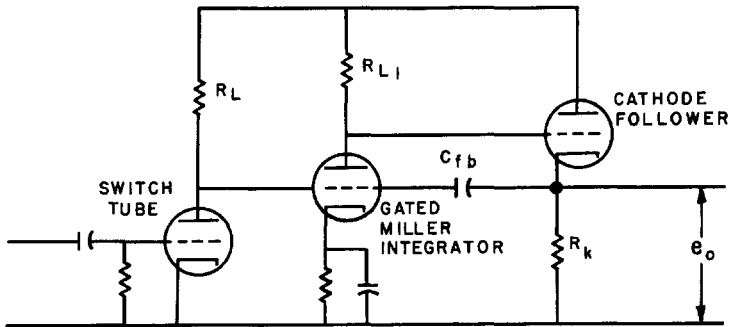 R_L
R_L1
CATHODE
FOLLOWER
C_fb
SWITCH
TUBE
GATED
MILLER
INTEGRATOR
R_k
e_o